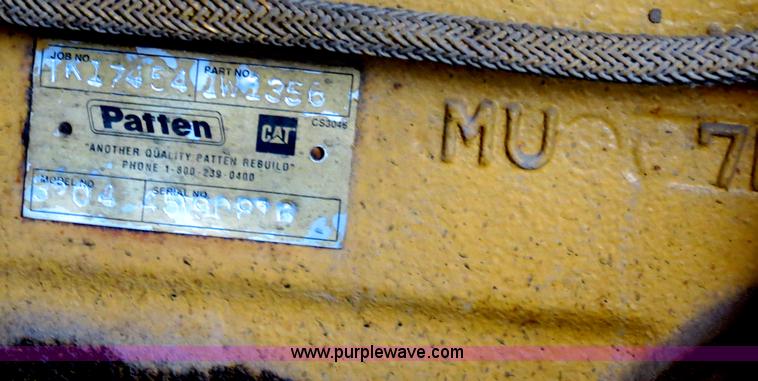 JOB NO. PART NO.
1W1356
Patten CAT
CS3046
"ANOTHER QUALITY PATTEN REBUILD"
PHONE 1-800-239-0400
MODEL NO SERIAL NO.
MU
www.purplewave.com